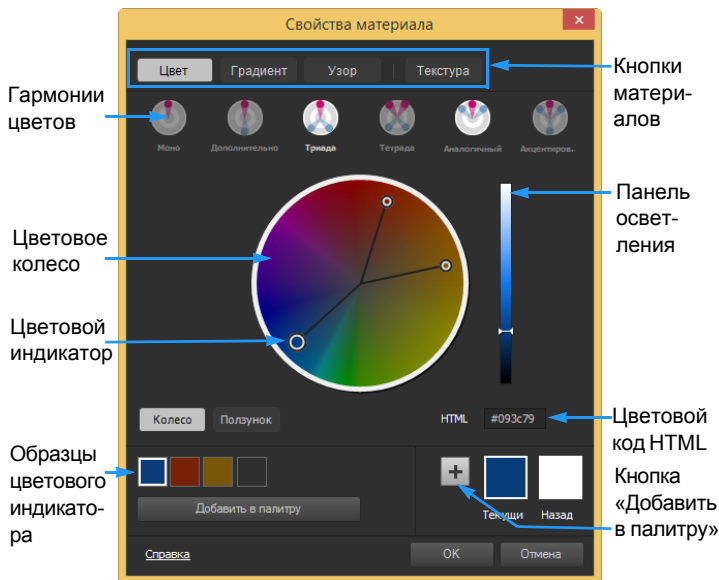 Свойства материала
Цвет Градиент Узор Текстура
Кнопки
матери-
алов
Гармонии
цветов
Моно Дополнительно Триада Тетрада Аналогичный Акцентиров..
Панель
освет-
ления
Цветовое
колесо
Цветовой
индикатор
Колесо Ползунок HTML #093c79
Цветовой
код HTML
Образцы
цветового
индикато-
ра
Добавить в палитру
Текущи Назад
Кнопка
«Добавить
в палитру»
Справка OK Отмена